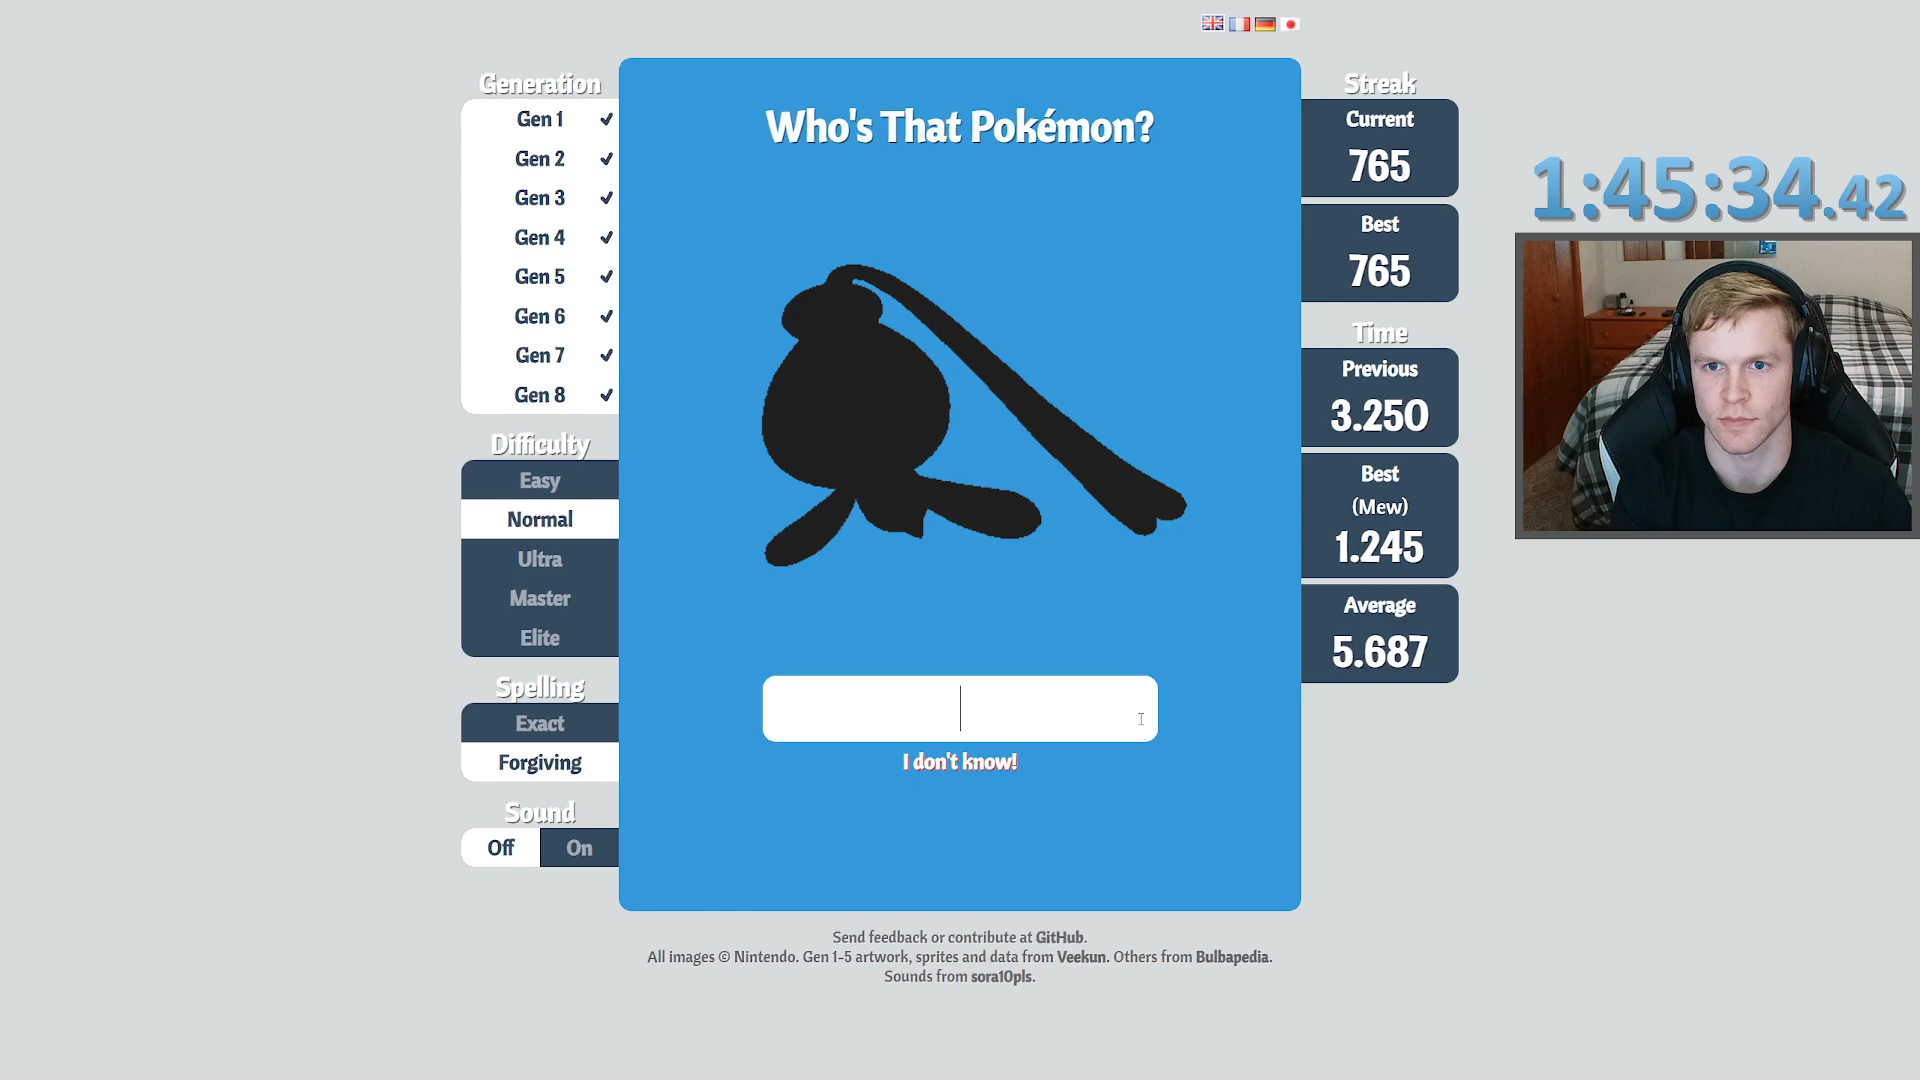 Generation
Gen 1
Gen 2
Gen 3
Gen 4
Gen 5
Gen 6
Gen 7
Gen 8
Difficulty
Easy
Normal
Ultra
Master
Elite
Spelling
Exact
Forgiving
Sound
Off On
Who's That Pokémon?
I don't know!
Streak
Current
765
Best
765
Time
Previous
3.250
Best
(Mew)
1.245
Average
5.687
1:45:34.42
Send feedback or contribute at GitHub.
All images © Nintendo. Gen 1-5 artwork, sprites and data from Veekun. Others from Bulbapedia.
Sounds from sora10pls.